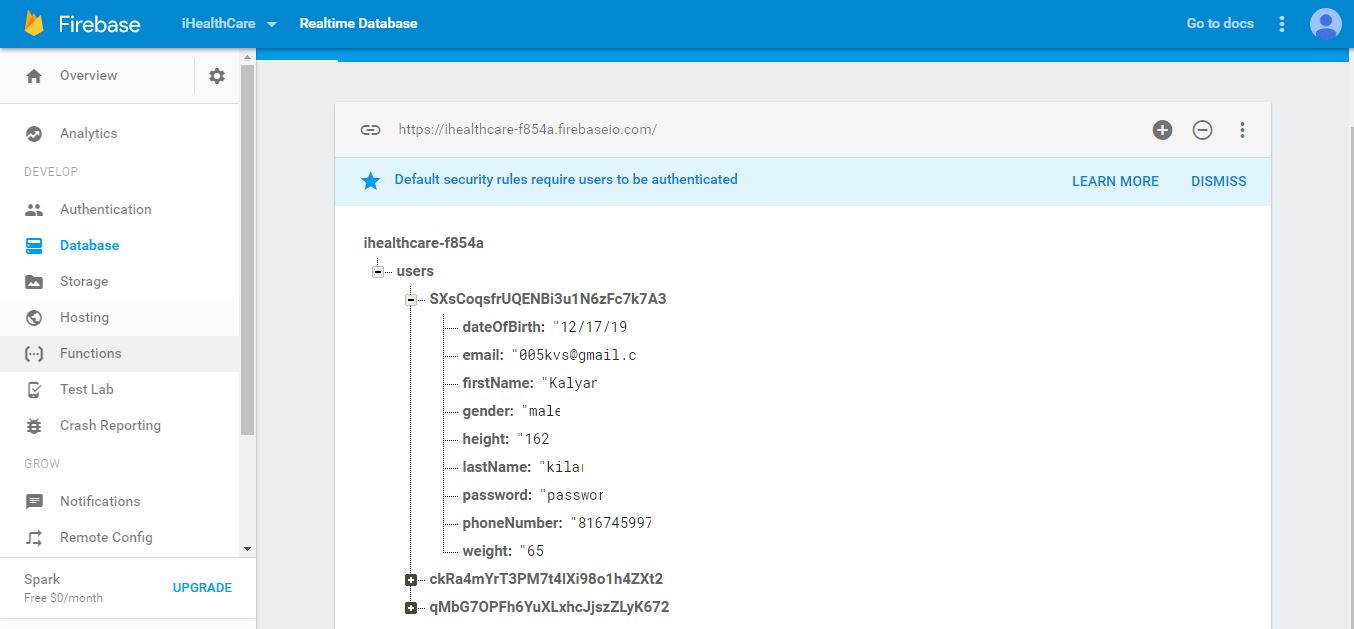 Firebase iHealthCare Realtime Database Go to docs
Overview
Analytics
DEVELOP
Authentication
Database
Storage
Hosting
Functions
Test Lab
Crash Reporting
GROW
Notifications
Remote Config
Spark
Free $0/month
UPGRADE
https://ihealthcare-f854a.firebaseio.com/
Default security rules require users to be authenticated LEARN MORE DISMISS
ihealthcare-f854a
users
SXsCoqsfrUQENBi3u1N6zFc7k7A3
dateOfBirth: "12/17/19
email: "005kvs@gmail.c
firstName: "Kalyan
gender: "male
height: "162
lastName: "kilar
password: "passwor
phoneNumber: "816745997
weight: "65
ckRa4mYrT3PM7t4lXi98o1h4ZXt2
qMbG7OPFh6YuXLxhcJjszZLyK672